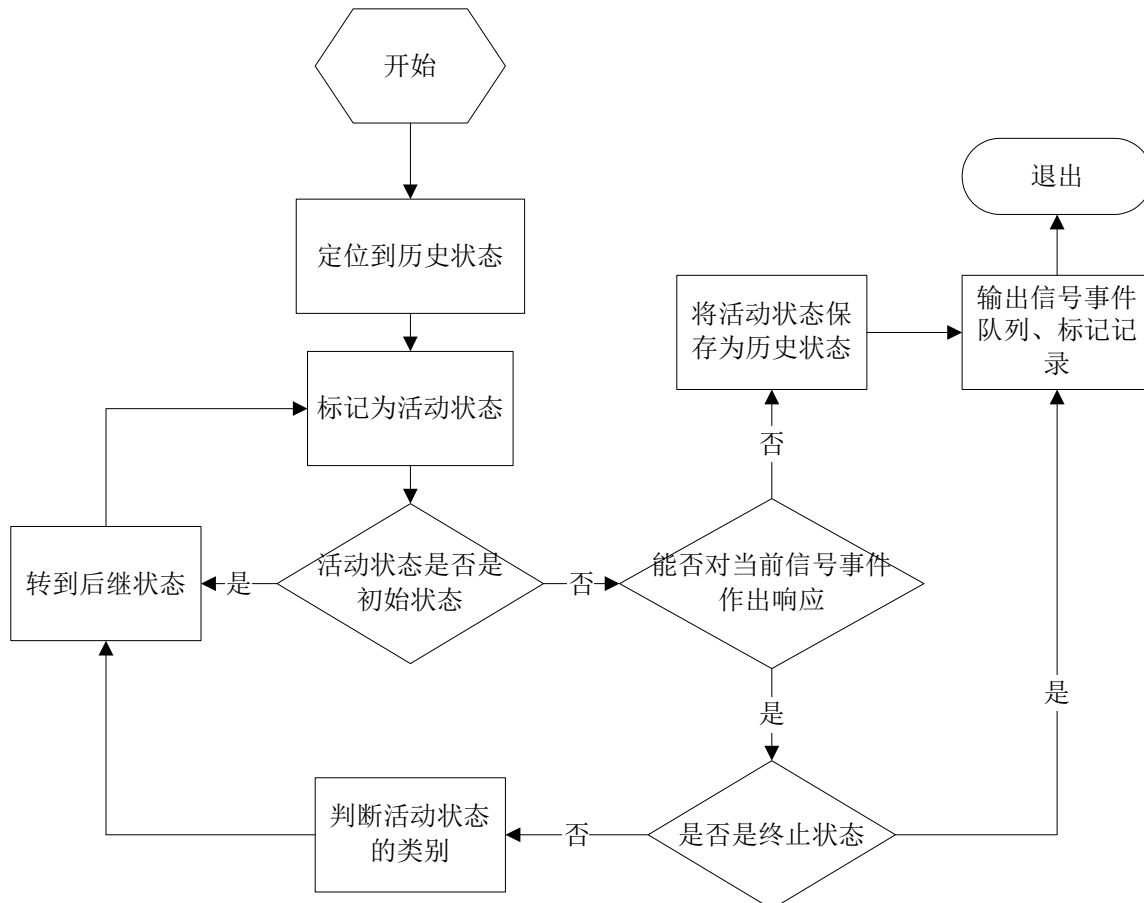 开始
退出
定位到历史状态
将活动状态保
存为历史状态
输出信号事件
队列、标记记
录
标记为活动状态
否
转到后继状态
是
活动状态是否是
初始状态
否
能否对当前信号事件
作出响应
是
是
判断活动状态
的类别
否
是否是终止状态